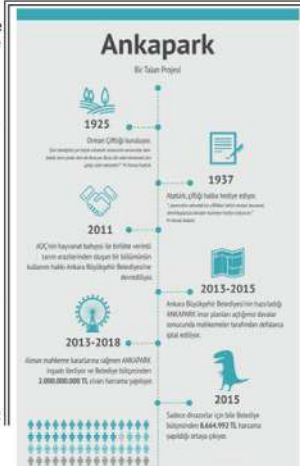 Ankapark
Bir Talan Projesi
1925
Orman Çiftliği kuruluyor.
1937
Atatürk, çiftliği halka hediye ediyor.
2011
AOÇ'nin hayvanat bahçesi ile birlikte verimli
tarım arazilerinden oluşan bir bölümünün
kullanım hakkı Ankara Büyükşehir Belediyesi'ne
devrediliyor.
2013-2015
Ankara Büyükşehir Belediyesi'nin hazırladığı
ANKAPARK imar planları açtığımız davalar
sonucunda mahkemeler tarafından defalarca
iptal ediliyor.
2013-2018
Alınan mahkeme kararlarına rağmen ANKAPARK
inşaatı ilerliyor ve Belediye bütçesinden
2.000.000.000 TL civarı harcama yapılıyor.
2015
Sadece dinozorlar için bile Belediye
bütçesinden 8.664.992 TL harcama
yapıldığı ortaya çıkıyor.